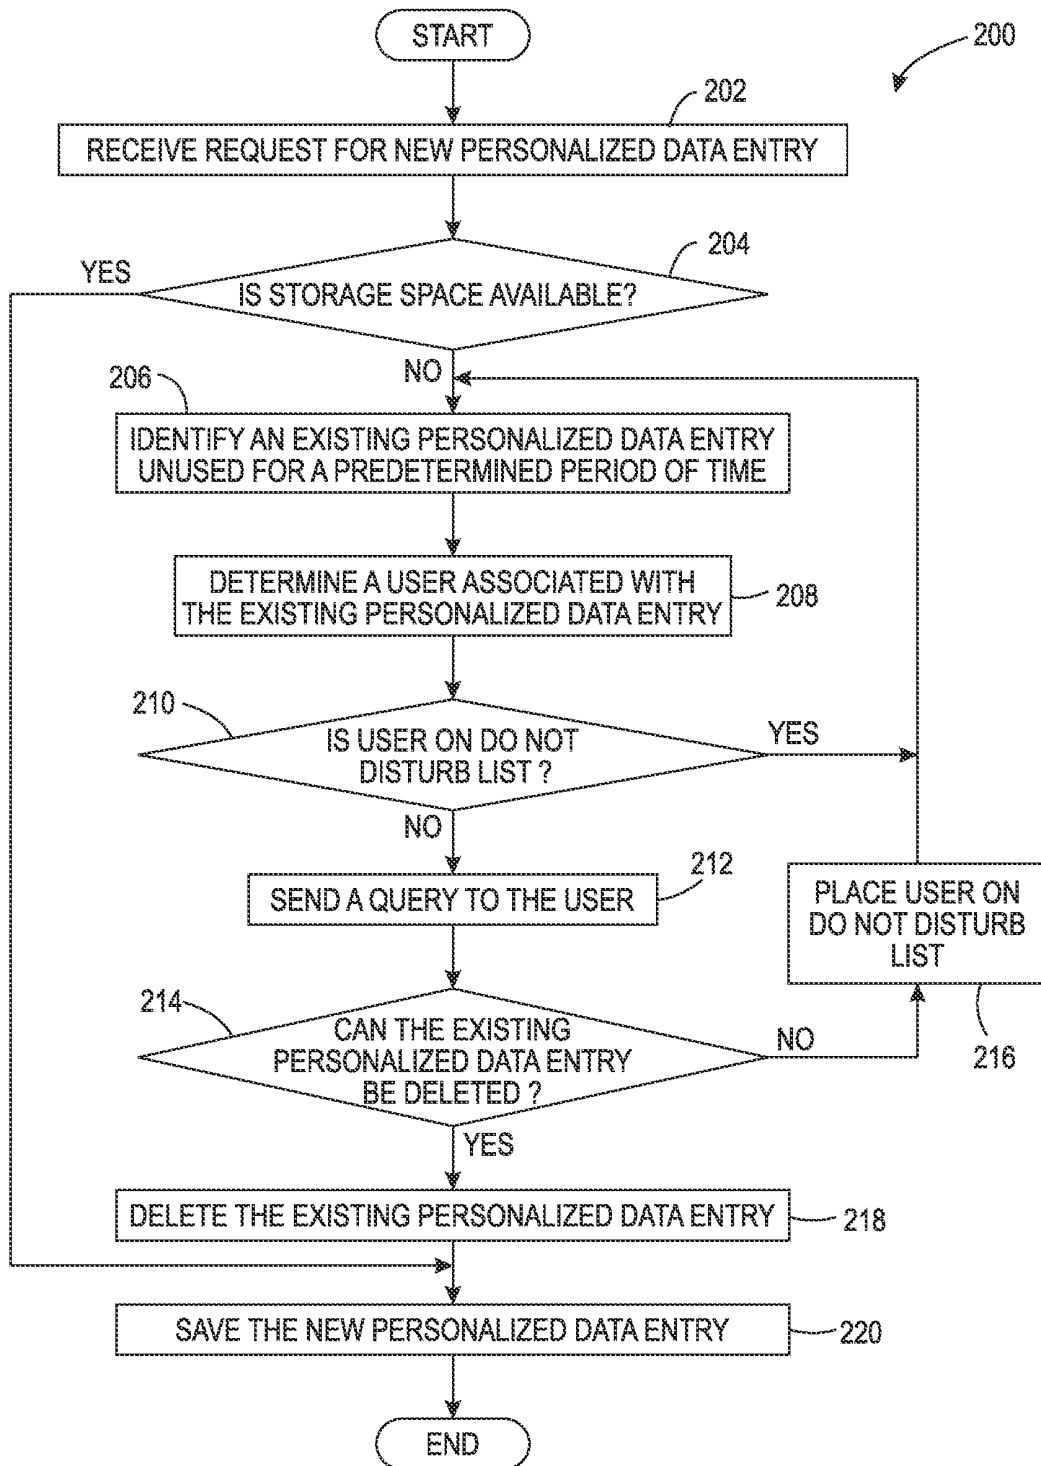 START
200
202
RECEIVE REQUEST FOR NEW PERSONALIZED DATA ENTRY
204
YES
IS STORAGE SPACE AVAILABLE?
NO
206
IDENTIFY AN EXISTING PERSONALIZED DATA ENTRY
UNUSED FOR A PREDETERMINED PERIOD OF TIME
DETERMINE A USER ASSOCIATED WITH
THE EXISTING PERSONALIZED DATA ENTRY
208
210
IS USER ON DO NOT
DISTURB LIST ?
YES
NO
212
SEND A QUERY TO THE USER
PLACE USER ON
DO NOT DISTURB
LIST
214
CAN THE EXISTING
PERSONALIZED DATA ENTRY
BE DELETED ?
NO
216
YES
DELETE THE EXISTING PERSONALIZED DATA ENTRY
218
SAVE THE NEW PERSONALIZED DATA ENTRY
220
END